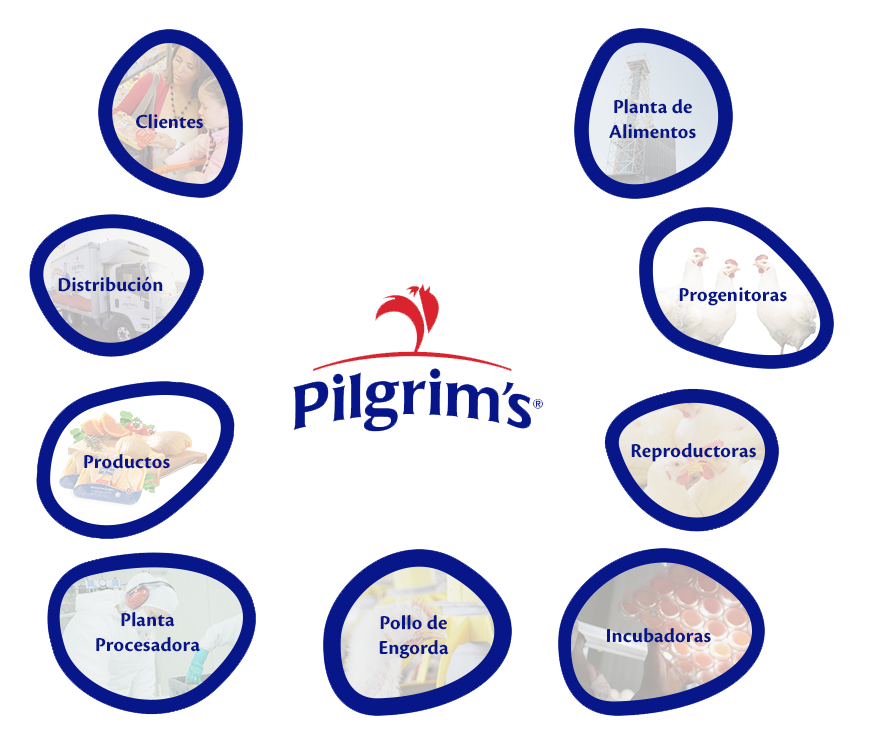 Clientes
Planta de
Alimentos
Distribución
Progenitoras
Pilgrim's®
Productos
Reproductoras
Planta
Procesadora
Pollo de
Engorda
Incubadoras